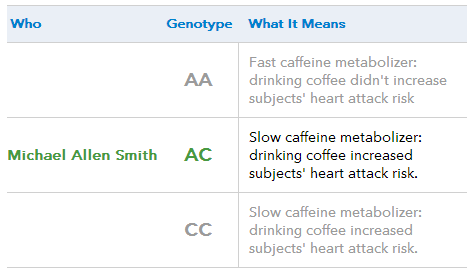 Who Genotype What It Means
AA
Fast caffeine metabolizer:
drinking coffee didn't increase
subjects' heart attack risk
Michael Allen Smith AC
Slow caffeine metabolizer:
drinking coffee increased
subjects' heart attack risk.
CC
Slow caffeine metabolizer:
drinking coffee increased
subjects' heart attack risk.